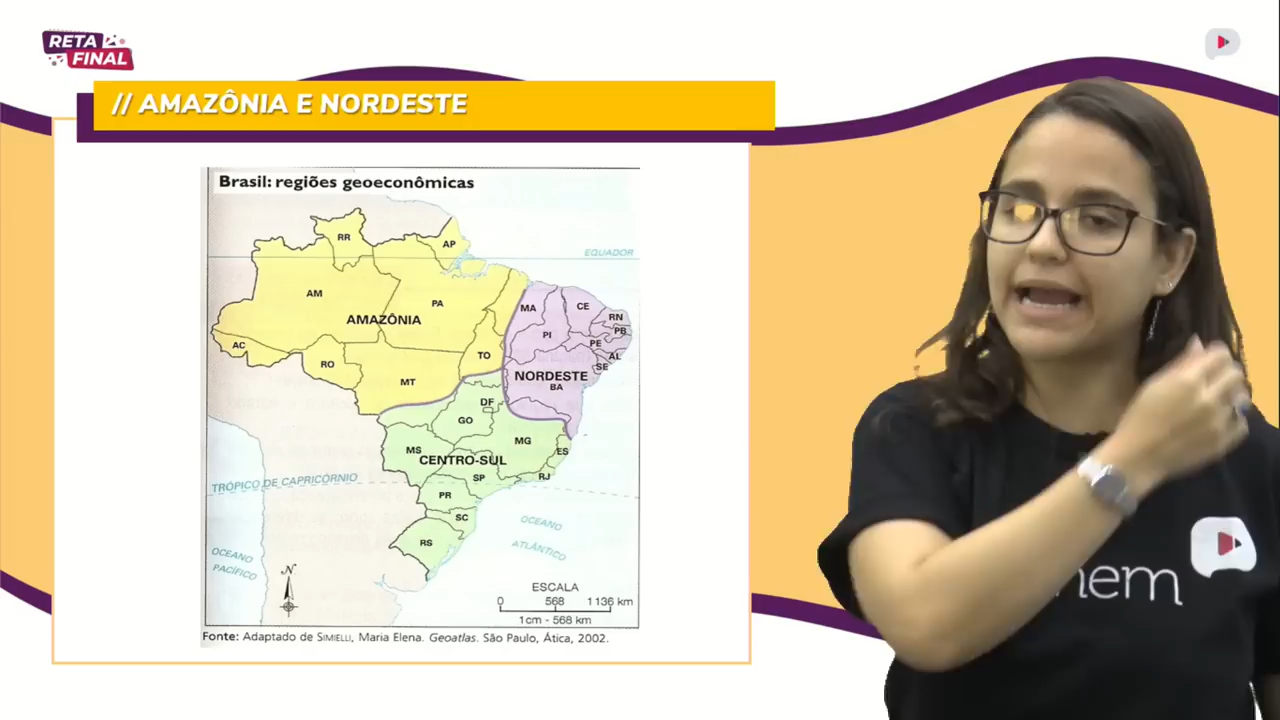 RETA
FINAL
// AMAZÔNIA E NORDESTE
Brasil: regiões geoeconômicas
RR
AP
EQUADOR
AM
PA
MA
CE
RN
PB
PI
PE
AL
SE
AMAZÔNIA
AC
RO
TO
MT
NORDESTE
BA
DF
GO
MG
MS
CENTRO-SUL
ES
SP
RJ
TRÓPICO DE CAPRICÓRNIO
PR
SC
RS
OCEANO
ATLÂNTICO
OCEANO
PACÍFICO
N
ESCALA
0 568 1 136 km
1 cm - 568 km
Fonte: Adaptado de SIMIELLI, Maria Elena. Geoatlas. São Paulo, Ática, 2002.
nem